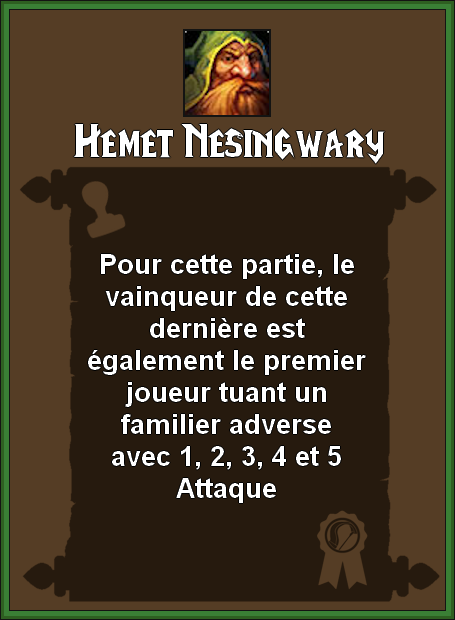 Hemet Nesingwary
Pour cette partie, le
vainqueur de cette
dernière est
également le premier
joueur tuant un
familier adverse
avec 1, 2, 3, 4 et 5
Attaque